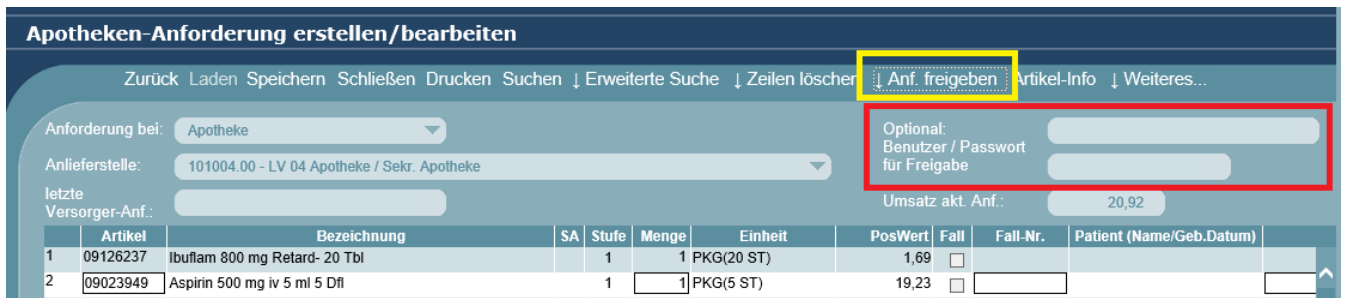 Apotheken-Anforderung erstellen/bearbeiten
Zurück Laden Speichern Schließen Drucken Suchen ↓ Erweiterte Suche ↓ Zeilen löschen ↓ Anf. freigeben Artikel-Info ↓ Weiteres...
Anforderung bei: Apotheke
Optional:
Benutzer / Passwort
für Freigabe
Anlieferstelle: 101004.00 - LV 04 Apotheke / Sekr. Apotheke
letzte
Versorger-Anf.:
Umsatz akt. Anf.: 20,92
Artikel Bezeichnung SA Stufe Menge Einheit PosWert Fall Fall-Nr. Patient (Name/Geb.Datum)
1 09126237 Ibuflam 800 mg Retard- 20 Tbl 1 1 PKG(20 ST) 1,69
2 09023949 Aspirin 500 mg iv 5 ml 5 Dfl 1 1 PKG(5 ST) 19,23